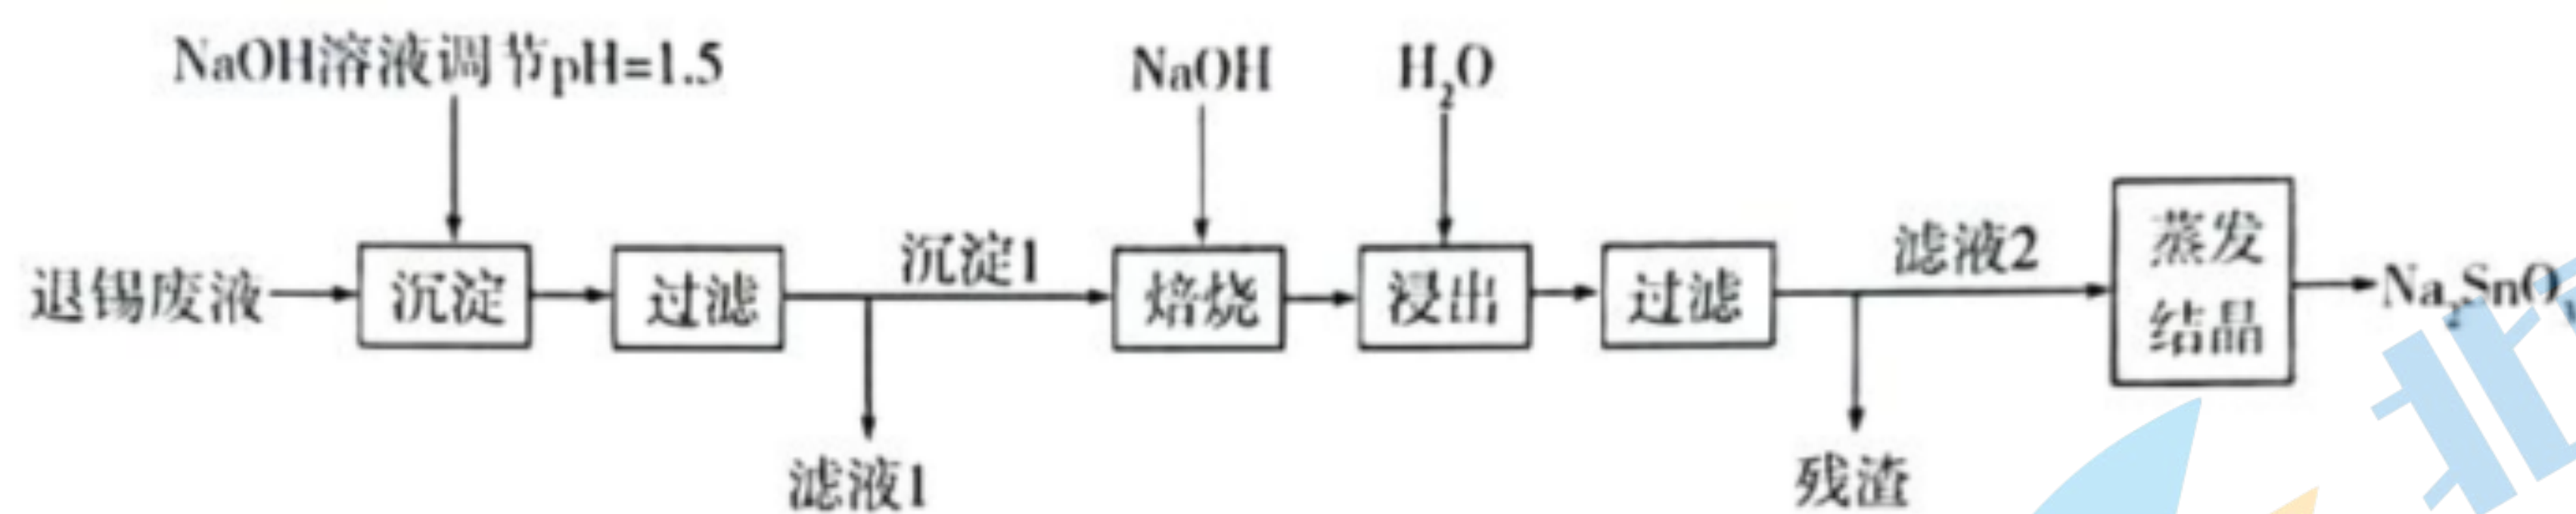 NaOH溶液调节pH=1.5
NaOH
H₂O
退锡废液
沉淀
过滤
沉淀1
焙烧
浸出
过滤
滤液2
蒸发
结晶
Na₂SnO
滤液1
残渣
北